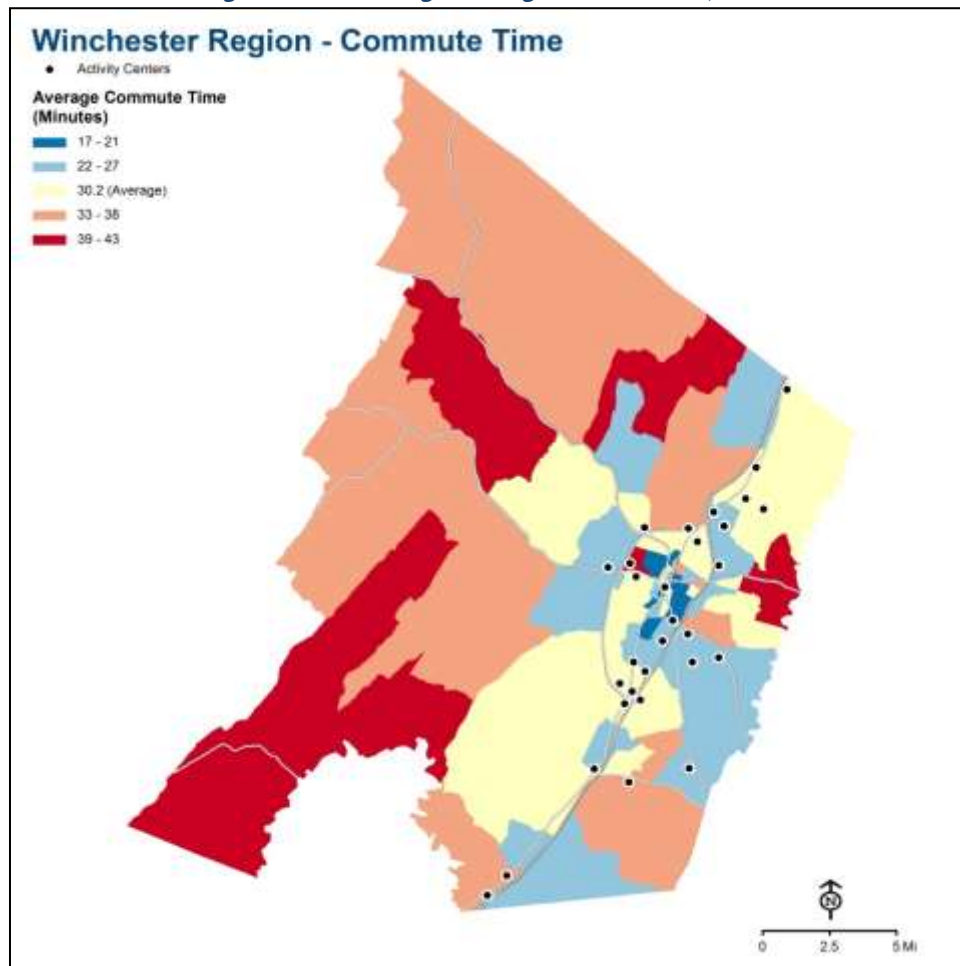 Winchester Region - Commute Time
Activity Centers
Average Commute Time
(Minutes)
17 - 21
22 - 27
30.2 (Average)
33 - 38
39 - 43
N
0 2.5 5 Mi